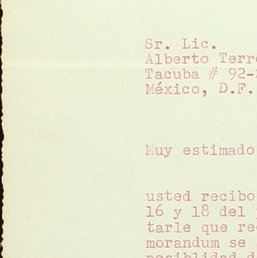 Sr. Lic.
Alberto Terr
Tacuba # 92-
México, D.F.
Muy estimado
usted recibo
16 y 18 del
tarle que re
morandum se
posiblidad d